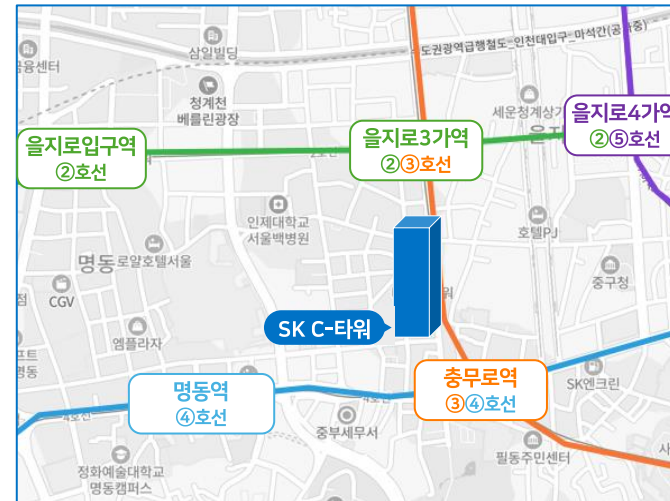 삼일빌딩
금융센터
도권광역급행철도_인천대입구_마석간(공사중)
청계천
베를린광장
세운청계상가
을지로입구역
②호선
을지로3가역
②③호선
을지로4가역
②⑤호선
인제대학교
서울백병원
명동
로얄호텔서울
호텔PJ
중구청
CGV
엠플라자
SK C-타워
명동
명동역
④호선
충무로역
③④호선
SK엔크린
4호선
중부세무서
필동주민센터
정화예술대학교
명동캠퍼스